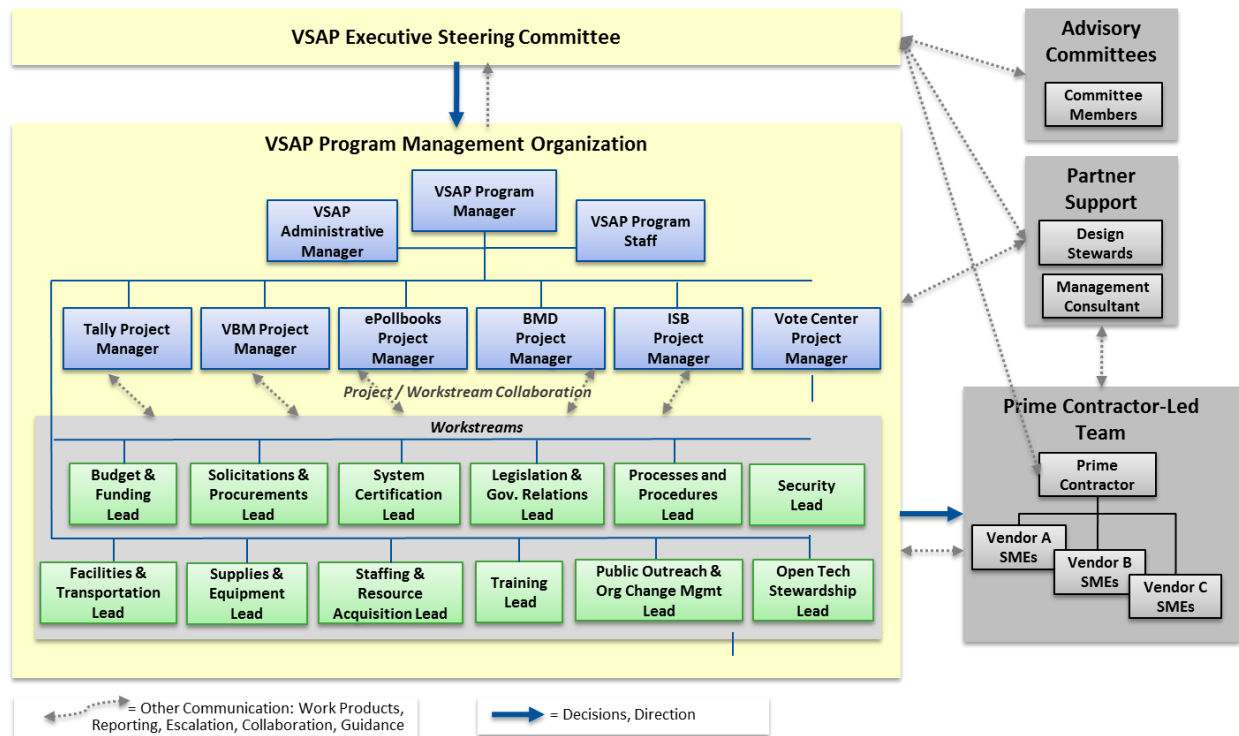 VSAP Executive Steering Committee
Advisory
Committees
Committee
Members
VSAP Program Management Organization
VSAP Program
Manager
VSAP
Administrative
Manager
VSAP Program
Staff
Partner
Support
Design
Stewards
Management
Consultant
Tally Project
Manager
VBM Project
Manager
ePollbooks
Project
Manager
BMD
Project
Manager
ISB
Project
Manager
Vote Center
Project
Manager
Project / Workstream Collaboration
Workstreams
Budget &
Funding
Lead
Solicitations &
Procurements
Lead
System
Certification
Lead
Legislation &
Gov. Relations
Lead
Processes and
Procedures
Lead
Security
Lead
Facilities &
Transportation
Lead
Supplies &
Equipment
Lead
Staffing &
Resource
Acquisition Lead
Training
Lead
Public Outreach &
Org Change Mgmt
Lead
Open Tech
Stewardship
Lead
Prime Contractor-Led
Team
Prime
Contractor
Vendor A
SMEs
Vendor B
SMEs
Vendor C
SMEs
= Other Communication: Work Products,
Reporting, Escalation, Collaboration, Guidance
= Decisions, Direction